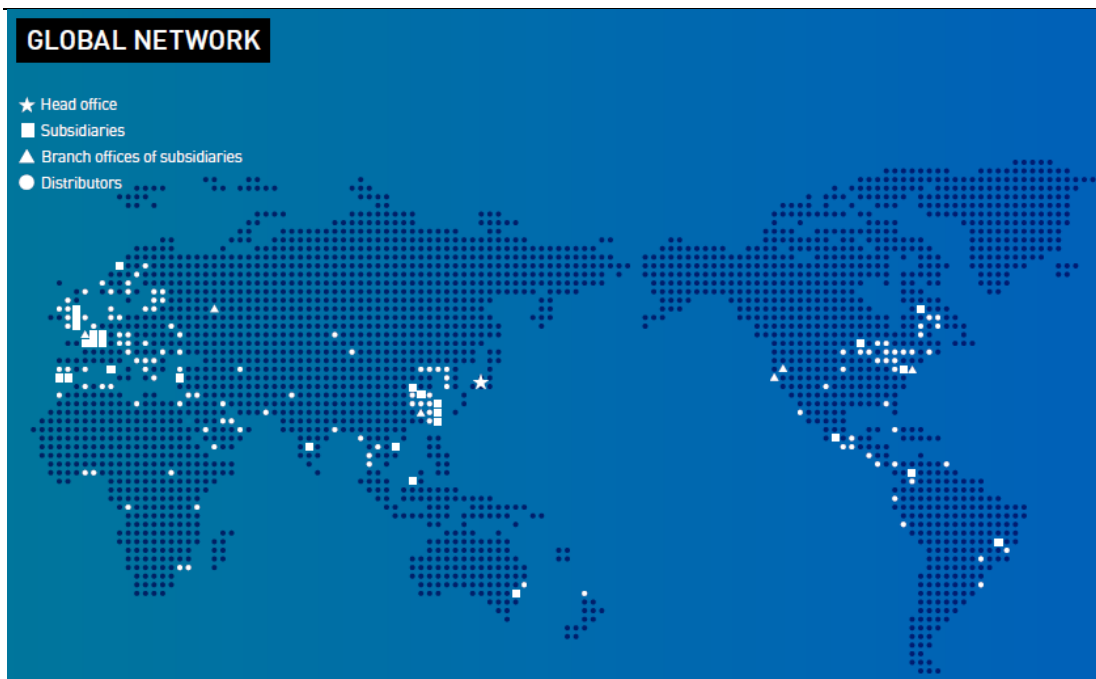 GLOBAL NETWORK
Head office
Subsidiaries
Branch offices of subsidiaries
Distributors